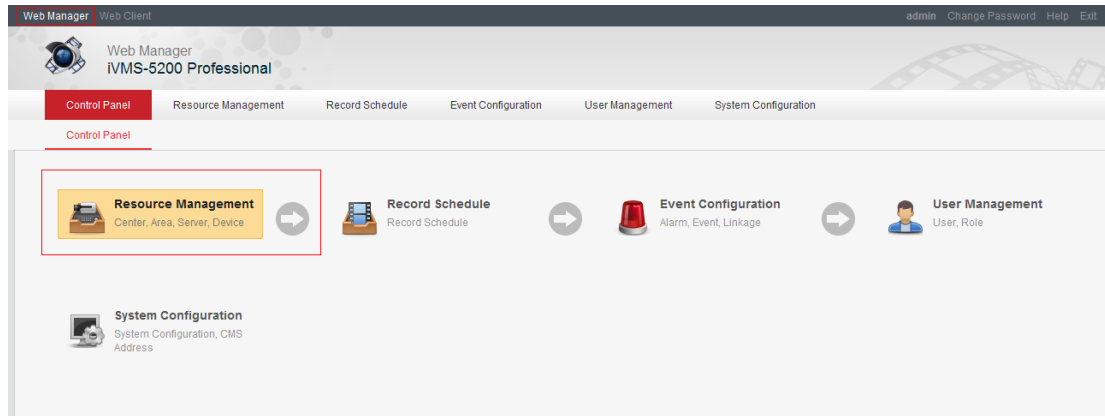 Web Manager Web Client admin Change Password Help Exit
Web Manager
iVMS-5200 Professional
Control Panel Resource Management Record Schedule Event Configuration User Management System Configuration
Control Panel
Resource Management Record Schedule Event Configuration User Management
Center, Area, Server, Device Record Schedule Alarm, Event, Linkage User, Role
System Configuration
System Configuration, CMS
Address